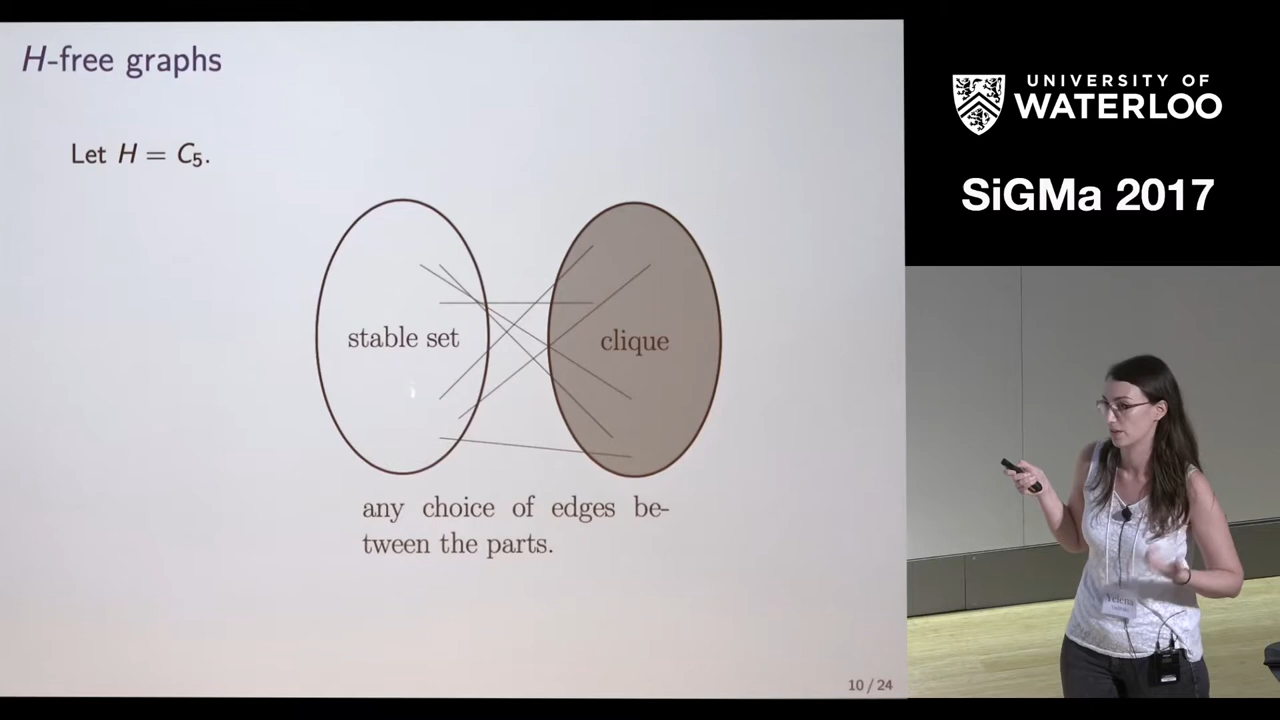 H-free graphs
Let H = C₅.
stable set
clique
any choice of edges be-
tween the parts.
10 / 24
UNIVERSITY OF
WATERLOO
SiGMa 2017
Yelena